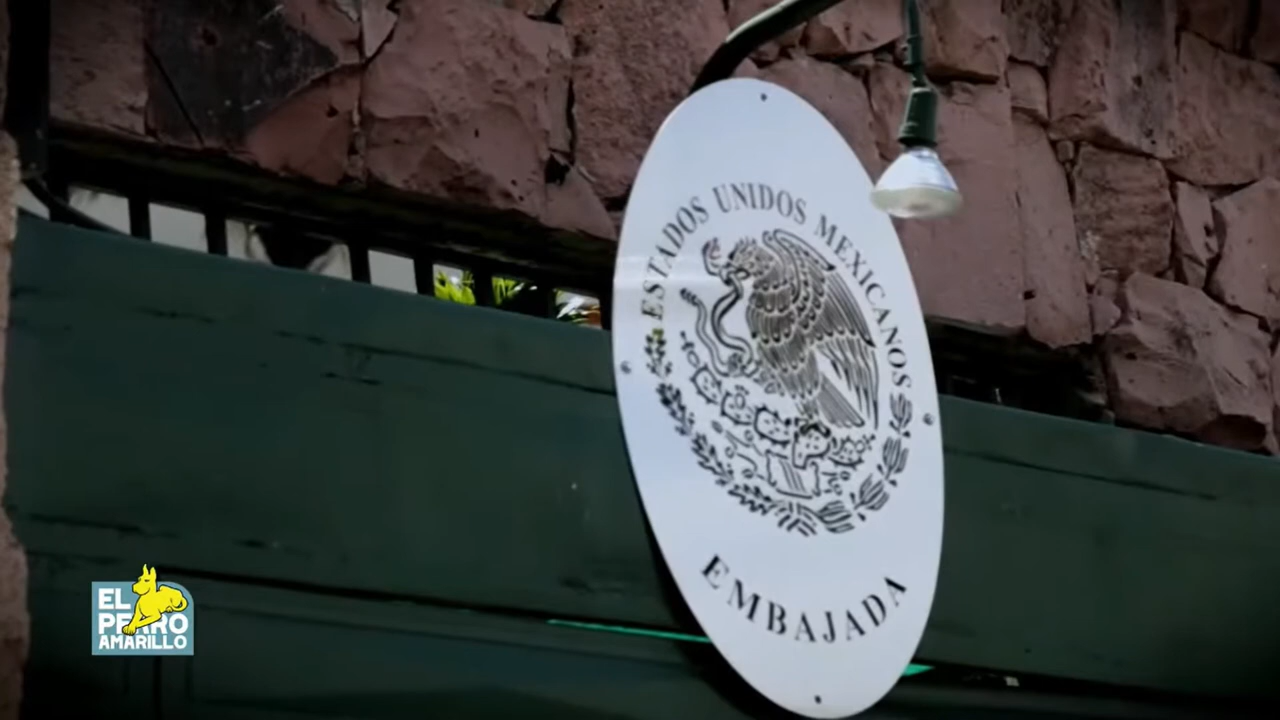 ESTADOS UNIDOS MEXICANOS
EMBAJADA
EL
PERRO
AMARILLO